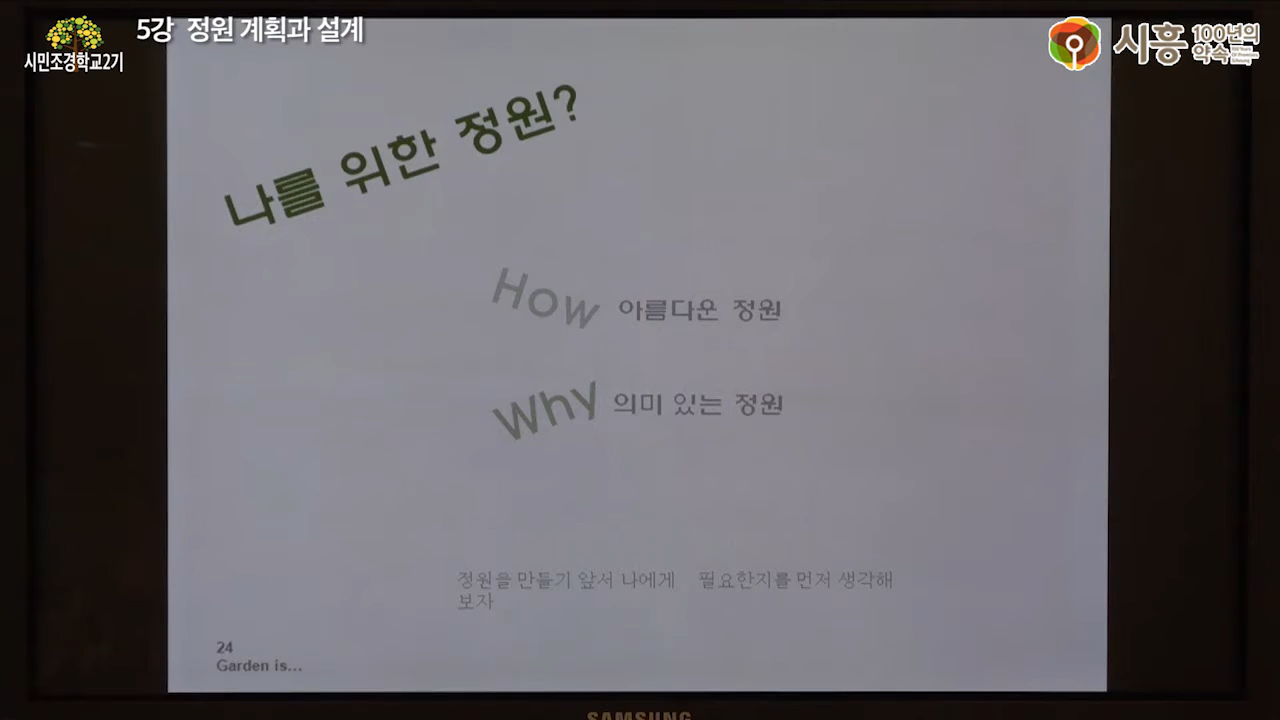 시민조경학교2기
5강 정원 계획과 설계
시흥 100년의 약속
나를 위한 정원?
How 아름다운 정원
Why 의미 있는 정원
정원을 만들기 앞서 나에게 필요한지를 먼저 생각해
보자
24
Garden is...
SAMSUNG